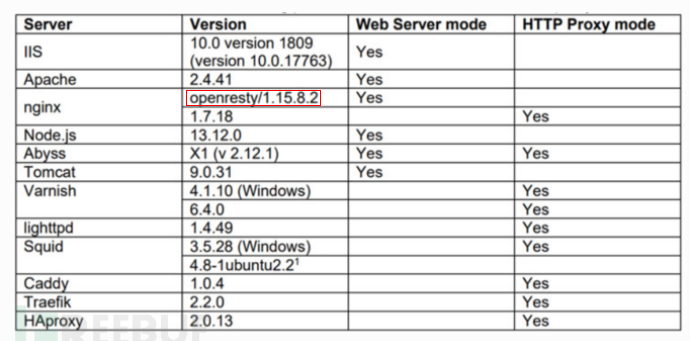 Server Version Web Server mode HTTP Proxy mode
IIS 10.0 version 1809 (version 10.0.17763) Yes
Apache 2.4.41 Yes
nginx openresty/1.15.8.2 Yes
1.7.18 Yes
Node.js 13.12.0 Yes
Abyss X1 (v 2.12.1) Yes Yes
Tomcat 9.0.31 Yes
Varnish 4.1.10 (Windows) Yes
6.4.0 Yes
lighttpd 1.4.49 Yes
Squid 3.5.28 (Windows) Yes
4.8-1ubuntu2.2¹
Caddy 1.0.4 Yes
Traefik 2.2.0 Yes
HAproxy 2.0.13 Yes
REEBUF